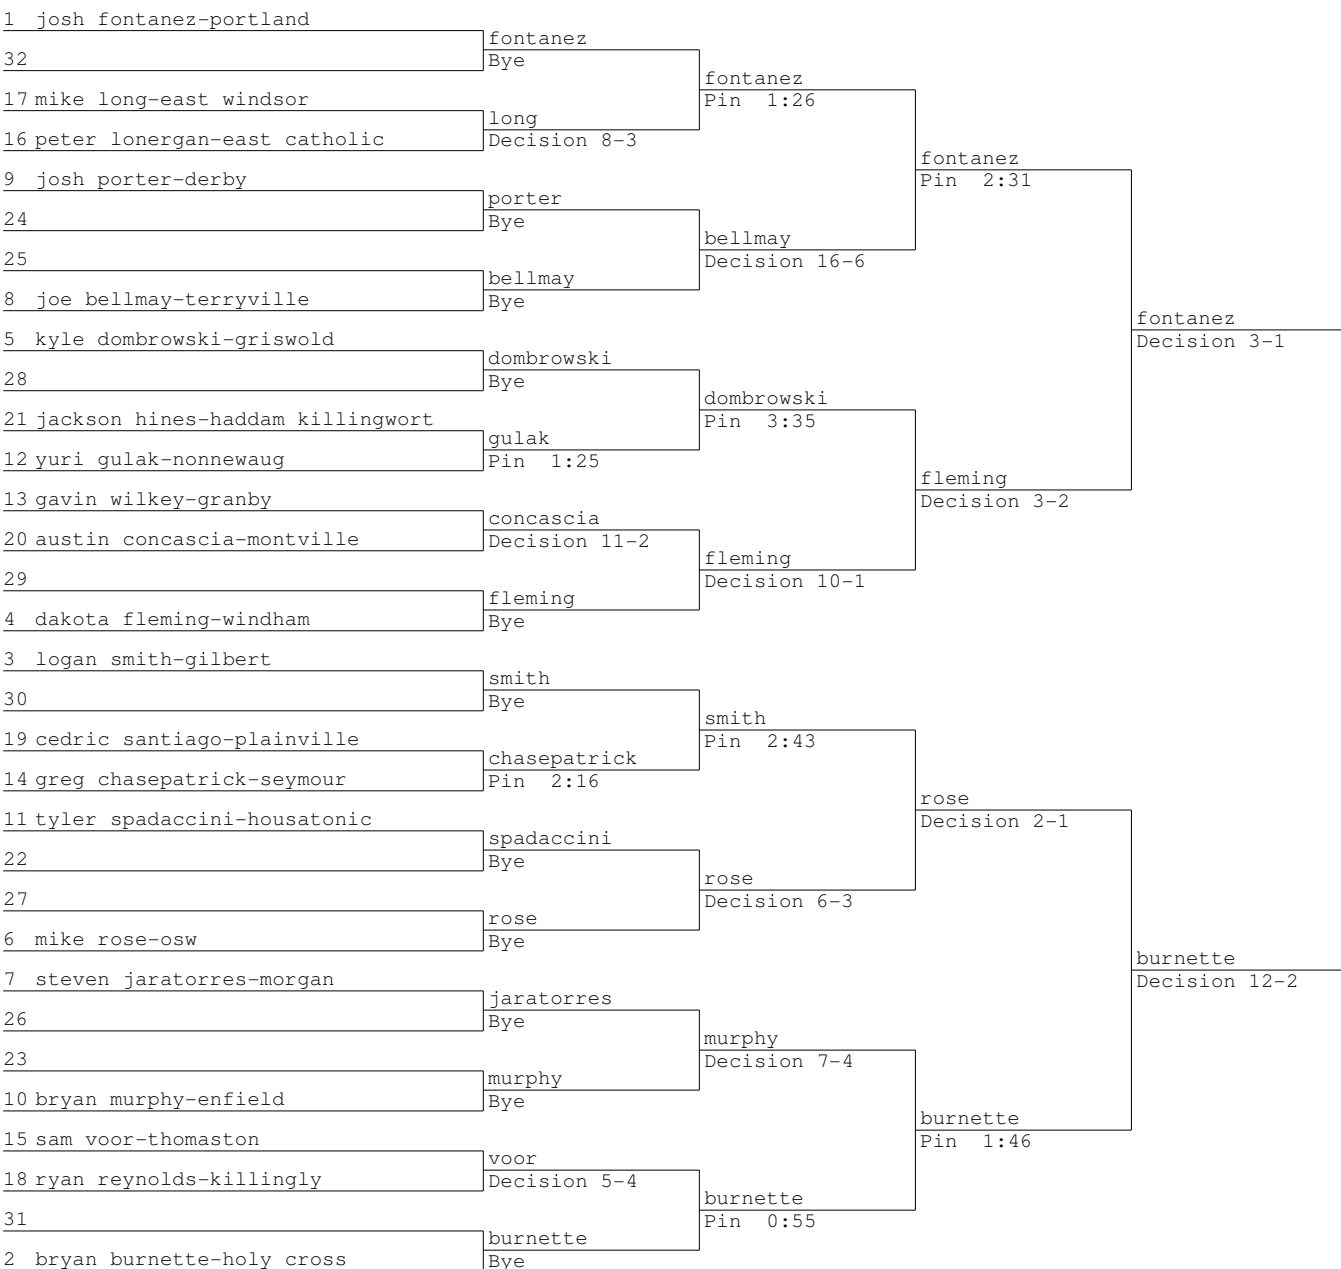 1 josh fontanez-portland
32
17 mike long-east windsor
16 peter lonergan-east catholic
9 josh porter-derby
24
25
8 joe bellmay-terryville
5 kyle dombrowski-griswold
28
21 jackson hines-haddam killingwort
12 yuri gulak-nonnewaug
13 gavin wilkey-granby
20 austin concascia-montville
29
4 dakota fleming-windham
3 logan smith-gilbert
30
19 cedric santiago-plainville
14 greg chasepatrick-seymour
11 tyler spadaccini-housatonic
22
27
6 mike rose-osw
7 steven jaratorres-morgan
26
23
10 bryan murphy-enfield
15 sam voor-thomaston
18 ryan reynolds-killingly
31
2 bryan burnette-holy cross
fontanez
Bye
long
Decision 8-3
porter
Bye
bellmay
Bye
dombrowski
Bye
gulak
Pin 1:25
concascia
Decision 11-2
fleming
Bye
smith
Bye
chasepatrick
Pin 2:16
spadaccini
Bye
rose
Bye
jaratorres
Bye
murphy
Bye
voor
Decision 5-4
burnette
Bye
fontanez
Pin 1:26
bellmay
Decision 16-6
dombrowski
Pin 3:35
fleming
Decision 10-1
smith
Pin 2:43
rose
Decision 6-3
murphy
Decision 7-4
burnette
Pin 0:55
fontanez
Pin 2:31
fleming
Decision 3-2
rose
Decision 2-1
burnette
Pin 1:46
fontanez
Decision 3-1
burnette
Decision 12-2